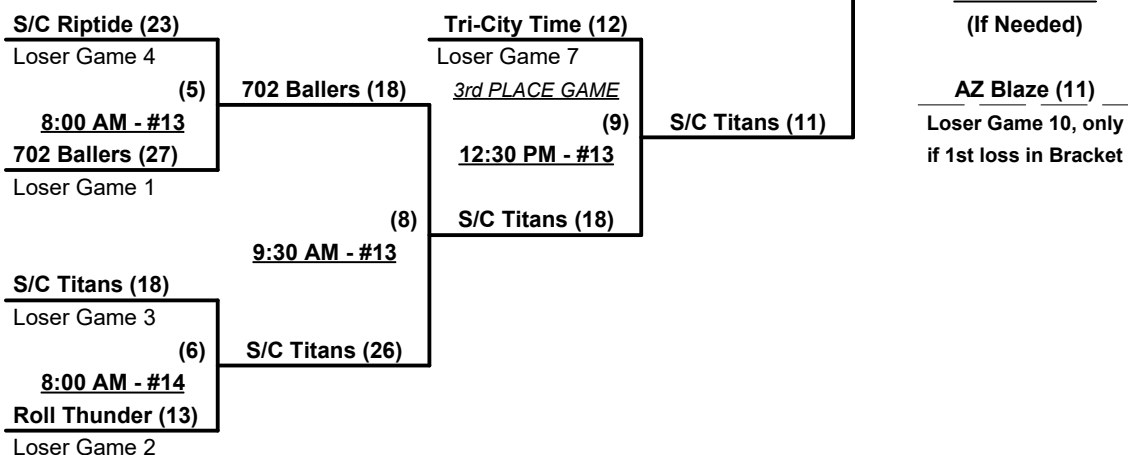 S/C Riptide (23)
Tri-City Time (12)
(If Needed)
Loser Game 4
Loser Game 7
(5)
702 Ballers (18)
3rd PLACE GAME
AZ Blaze (11)
8:00 AM - #13
(9)
S/C Titans (11)
Loser Game 10, only
702 Ballers (27)
12:30 PM - #13
if 1st loss in Bracket
Loser Game 1
(8)
S/C Titans (18)
9:30 AM - #13
S/C Titans (18)
Loser Game 3
(6)
S/C Titans (26)
8:00 AM - #14
Roll Thunder (13)
Loser Game 2